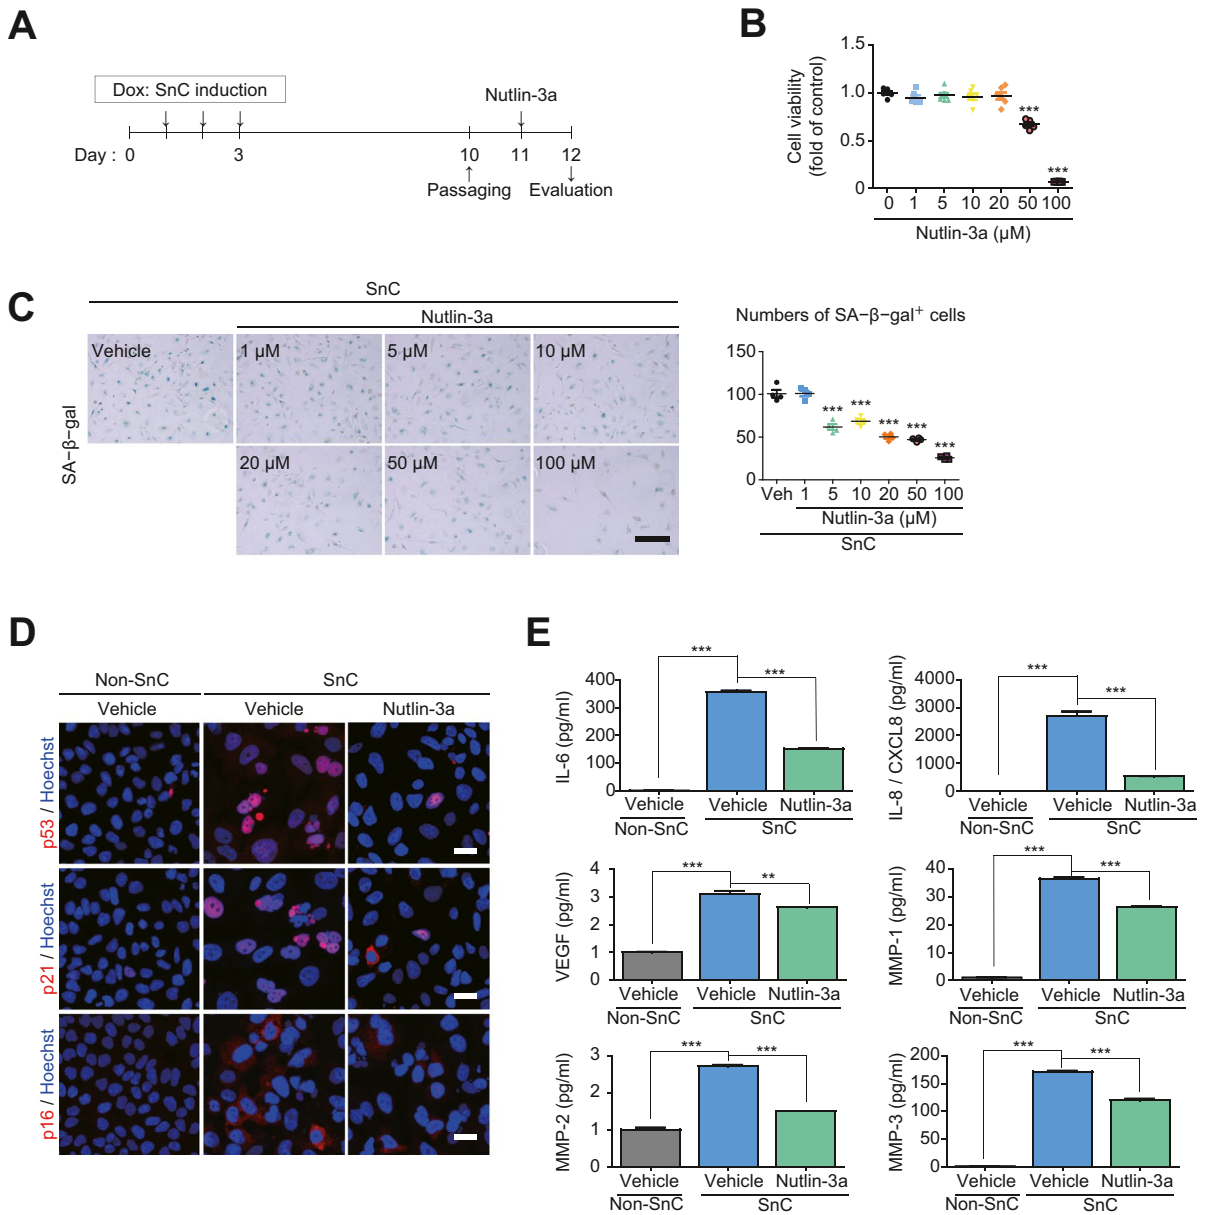 A
Dox: SnC induction
Nutlin-3a
Day : 0 3 10 11 12
Passaging Evaluation
B
Cell viability
(fold of control)
1.5
1.0
0.5
0
***
***
0 1 5 10 20 50 100
Nutlin-3a (µM)
C
SnC
Nutlin-3a
SA−β−gal
Vehicle 1 µM 5 µM 10 µM
20 µM 50 µM 100 µM
Numbers of SA−β−gal+ cells
150
100
50
0
*** *** *** *** ***
Veh 1 5 10 20 50 100
Nutlin-3a (µM)
SnC
D
Non-SnC SnC
Vehicle Vehicle Nutlin-3a
p53 / Hoechst
p21 / Hoechst
p16 / Hoechst
E
IL-6 (pg/ml)
400
300
200
100
0
*** ***
Vehicle Vehicle Nutlin-3a
Non-SnC SnC
IL-8 / CXCL8 (pg/ml)
4000
3000
2000
1000
0
*** ***
Vehicle Vehicle Nutlin-3a
Non-SnC SnC
VEGF (pg/ml)
4
3
2
1
0
*** **
Vehicle Vehicle Nutlin-3a
Non-SnC SnC
MMP-1 (pg/ml)
40
30
20
10
0
*** ***
Vehicle Vehicle Nutlin-3a
Non-SnC SnC
MMP-2 (pg/ml)
3
2
1
0
*** ***
Vehicle Vehicle Nutlin-3a
Non-SnC SnC
MMP-3 (pg/ml)
200
150
100
50
0
*** ***
Vehicle Vehicle Nutlin-3a
Non-SnC SnC